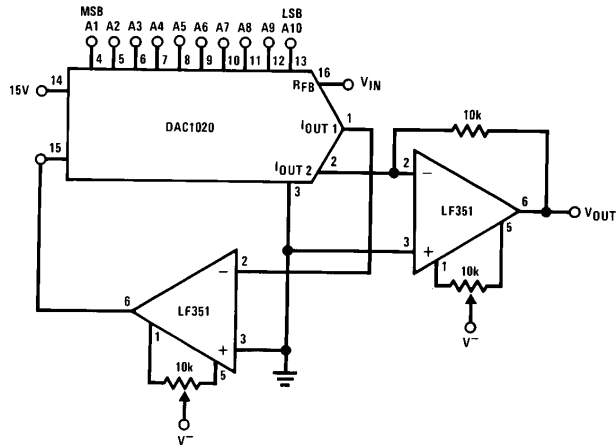 MSB LSB
A1 A2 A3 A4 A5 A6 A7 A8 A9 A10
4 5 6 7 8 9 10 11 12 13
16
RFB
VIN
14
15V
DAC1020
IOUT 1
1
15
IOUT 2
2
3
10k
2
−
LF351
6
VOUT
3
+
5
1
10k
V−
2
−
6
LF351
3
+
1
10k
5
V−